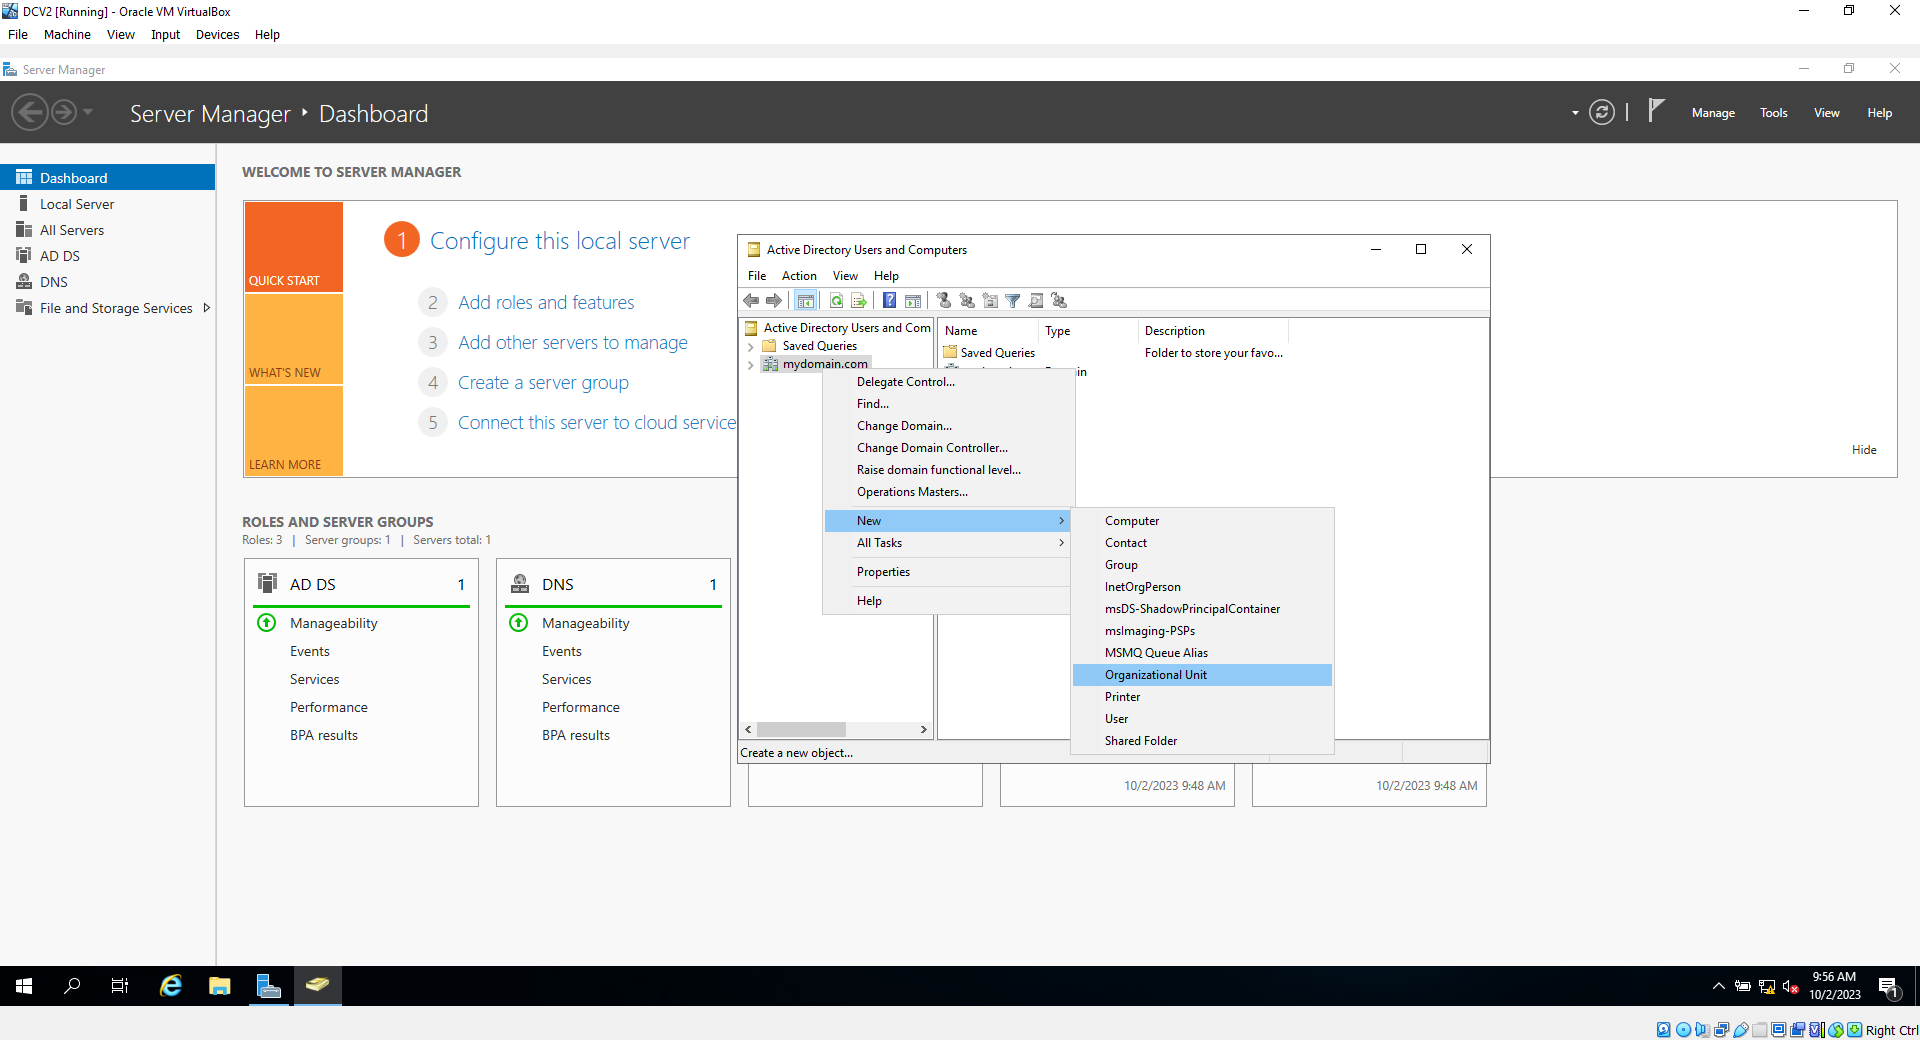 DCV2 [Running] - Oracle VM VirtualBox
File Machine View Input Devices Help
Server Manager
Server Manager Dashboard
Manage Tools View Help
Dashboard
Local Server
All Servers
AD DS
DNS
File and Storage Services
WELCOME TO SERVER MANAGER
QUICK START
WHAT'S NEW
LEARN MORE
1 Configure this local server
2 Add roles and features
3 Add other servers to manage
4 Create a server group
5 Connect this server to cloud service
Hide
ROLES AND SERVER GROUPS
Roles: 3 | Server groups: 1 | Servers total: 1
AD DS 1
Manageability
Events
Services
Performance
BPA results
DNS 1
Manageability
Events
Services
Performance
BPA results
10/2/2023 9:48 AM
10/2/2023 9:48 AM
Active Directory Users and Computers
File Action View Help
Active Directory Users and Com
Saved Queries
mydomain.com
Name Type Description
Saved Queries Folder to store your favo...
Delegate Control...
Find...
Change Domain...
Change Domain Controller...
Raise domain functional level...
Operations Masters...
New
All Tasks
Properties
Help
Computer
Contact
Group
InetOrgPerson
msDS-ShadowPrincipalContainer
msImaging-PSPs
MSMQ Queue Alias
Organizational Unit
Printer
User
Shared Folder
Create a new object...
9:56 AM
10/2/2023
1
Right Ctrl